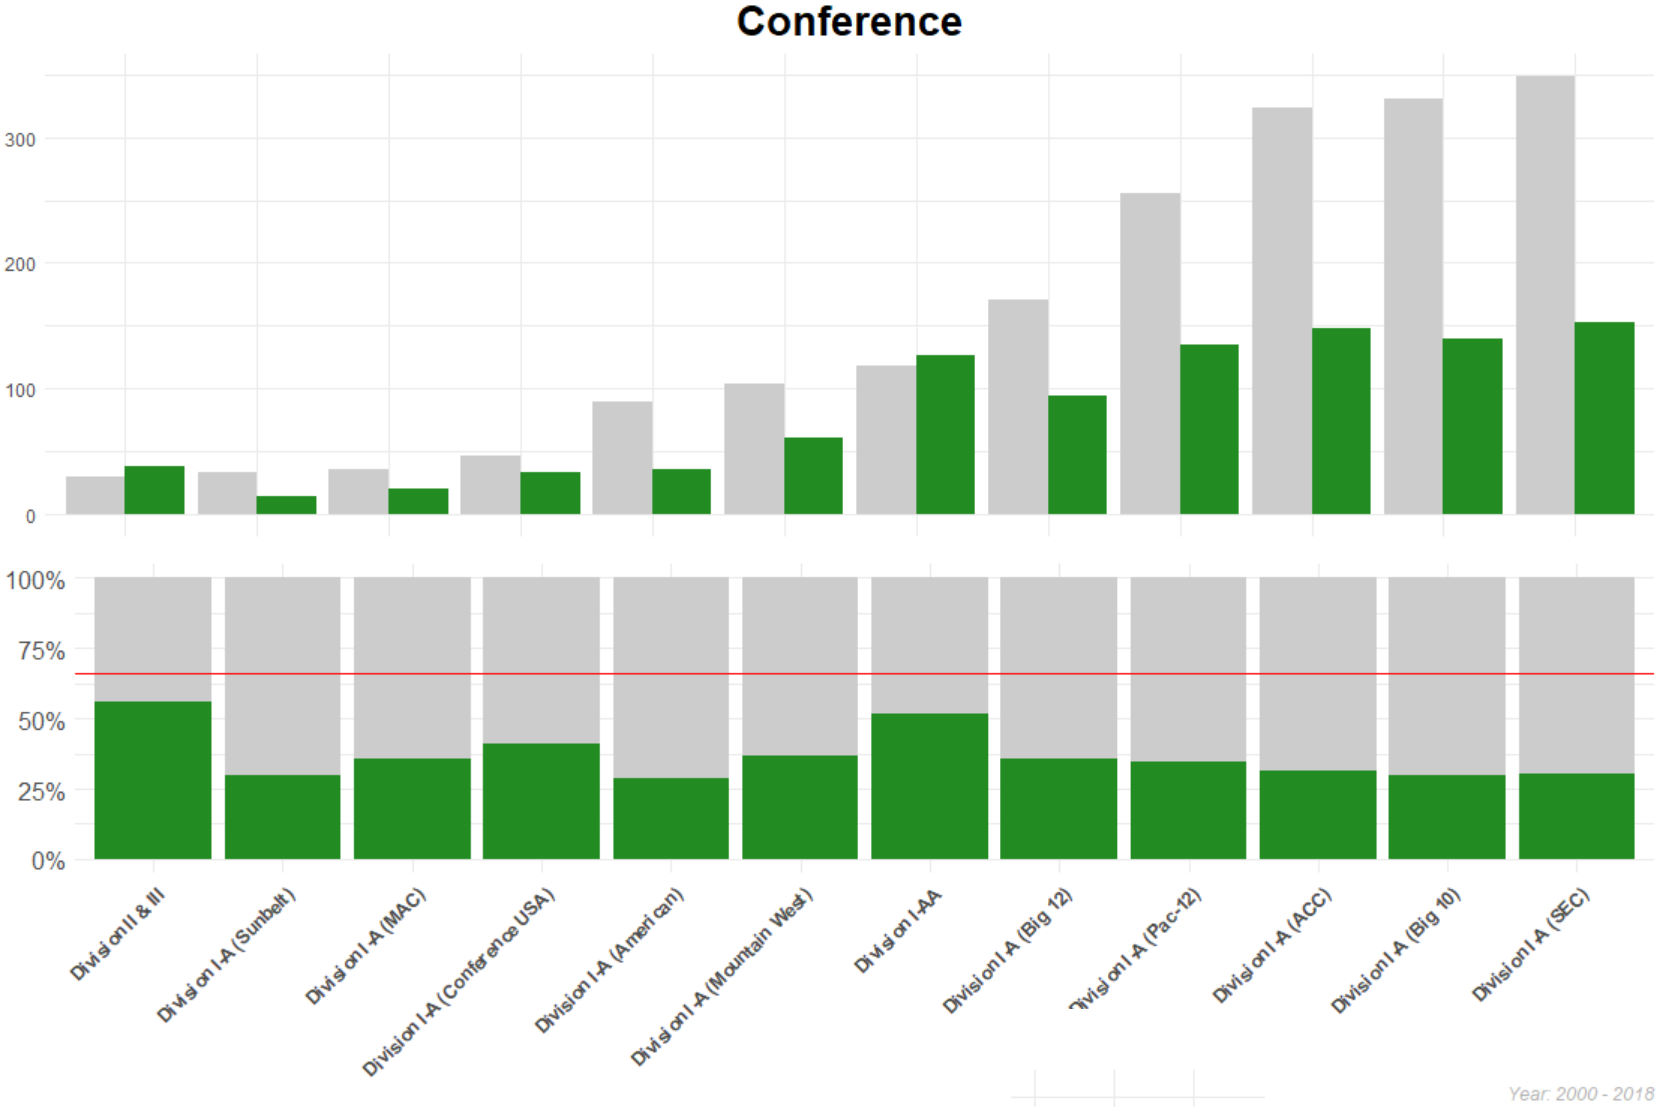 Conference
300
200
100
0
100%
75%
50%
25%
0%
Division II & III
Division I-A (Sunbelt)
Division I-A (MAC)
Division I-A (Conference USA)
Division I-A (American)
Division I-A (Mountain West)
Division I-AA
Division I-A (Big 12)
Division I-A (Pac-12)
Division I-A (ACC)
Division I-A (Big 10)
Division I-A (SEC)
Year: 2000 - 2018